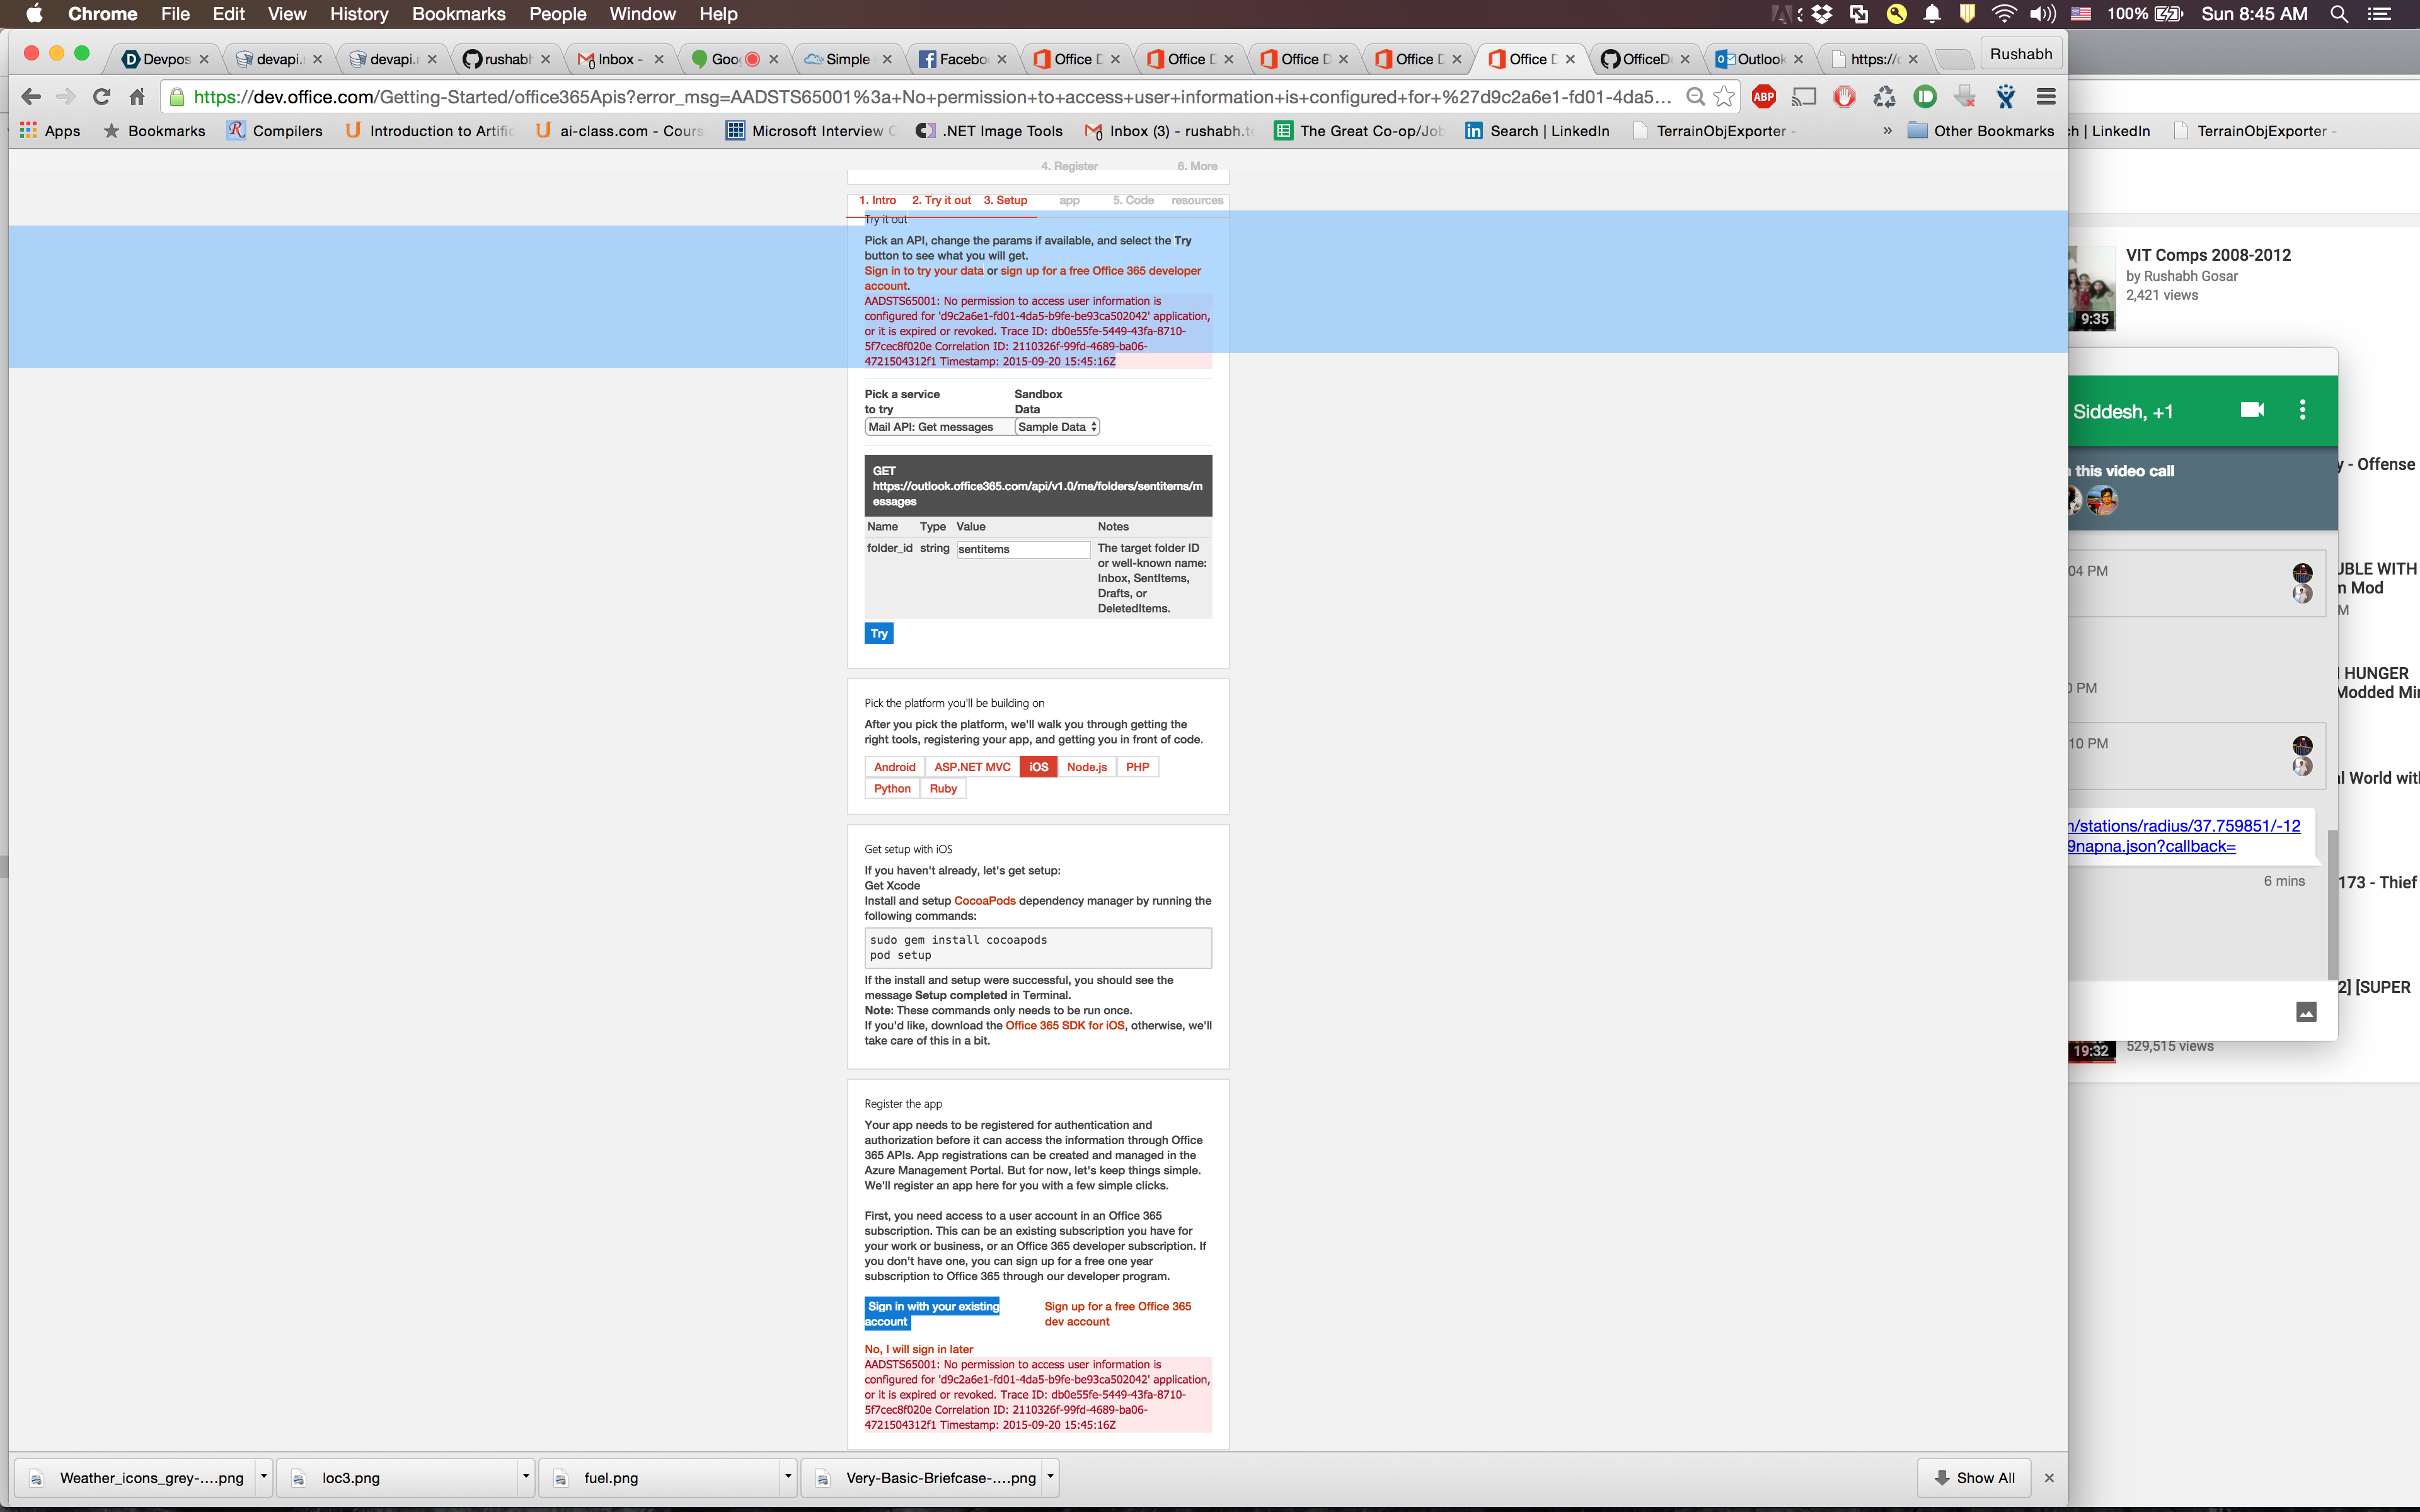 Chrome File Edit View History Bookmarks People Window Help
100% Sun 8:45 AM
Devpos devapi. devapi. rushabh Inbox - Goo Simple Facebo Office D Office D Office D Office D Office D OfficeD Outlook https:// Rushabh
https://dev.office.com/Getting-Started/office365Apis?error_msg=AADSTS65001%3a+No+permission+to+access+user+information+is+configured+for+%27d9c2a6e1-fd01-4da5... ABP
Apps Bookmarks Compilers Introduction to Artific ai-class.com - Cours Microsoft Interview .NET Image Tools Inbox (3) - rushabh.te The Great Co-op/Job Search | LinkedIn TerrainObjExporter - » Other Bookmarks
h | LinkedIn TerrainObjExporter -
4. Register 6. More
1. Intro 2. Try it out 3. Setup app 5. Code resources
Try it out
Pick an API, change the params if available, and select the Try
button to see what you will get.
Sign in to try your data or sign up for a free Office 365 developer
account.
AADSTS65001: No permission to access user information is
configured for 'd9c2a6e1-fd01-4da5-b9fe-be93ca502042' application,
or it is expired or revoked. Trace ID: db0e55fe-5449-43fa-8710-
5f7cec8f020e Correlation ID: 2110326f-99fd-4689-ba06-
4721504312f1 Timestamp: 2015-09-20 15:45:16Z
Pick a service
to try
Sandbox
Data
Mail API: Get messages Sample Data
GET
https://outlook.office365.com/api/v1.0/me/folders/sentitems/m
essages
Name Type Value Notes
folder_id string sentitems The target folder ID
or well-known name:
Inbox, SentItems,
Drafts, or
DeletedItems.
Try
Pick the platform you'll be building on
After you pick the platform, we'll walk you through getting the
right tools, registering your app, and getting you in front of code.
Android ASP.NET MVC iOS Node.js PHP
Python Ruby
Get setup with iOS
If you haven't already, let's get setup:
Get Xcode
Install and setup CocoaPods dependency manager by running the
following commands:
sudo gem install cocoapods
pod setup
If the install and setup were successful, you should see the
message Setup completed in Terminal.
Note: These commands only needs to be run once.
If you'd like, download the Office 365 SDK for iOS, otherwise, we'll
take care of this in a bit.
Register the app
Your app needs to be registered for authentication and
authorization before it can access the information through Office
365 APIs. App registrations can be created and managed in the
Azure Management Portal. But for now, let's keep things simple.
We'll register an app here for you with a few simple clicks.
First, you need access to a user account in an Office 365
subscription. This can be an existing subscription you have for
your work or business, or an Office 365 developer subscription. If
you don't have one, you can sign up for a free one year
subscription to Office 365 through our developer program.
Sign in with your existing
account
Sign up for a free Office 365
dev account
No, I will sign in later
AADSTS65001: No permission to access user information is
configured for 'd9c2a6e1-fd01-4da5-b9fe-be93ca502042' application,
or it is expired or revoked. Trace ID: db0e55fe-5449-43fa-8710-
5f7cec8f020e Correlation ID: 2110326f-99fd-4689-ba06-
4721504312f1 Timestamp: 2015-09-20 15:45:16Z
VIT Comps 2008-2012
by Rushabh Gosar
2,421 views
9:35
Siddesh, +1
this video call
y - Offense
04 PM
UBLE WITH
m Mod
M
HUNGER
Modded Mi
0 PM
10 PM
al World wit
n/stations/radius/37.759851/-12
9napna.json?callback=
6 mins
173 - Thief
2] [SUPER
19:32 529,515 views
Weather_icons_grey-....png loc3.png fuel.png Very-Basic-Briefcase-....png Show All